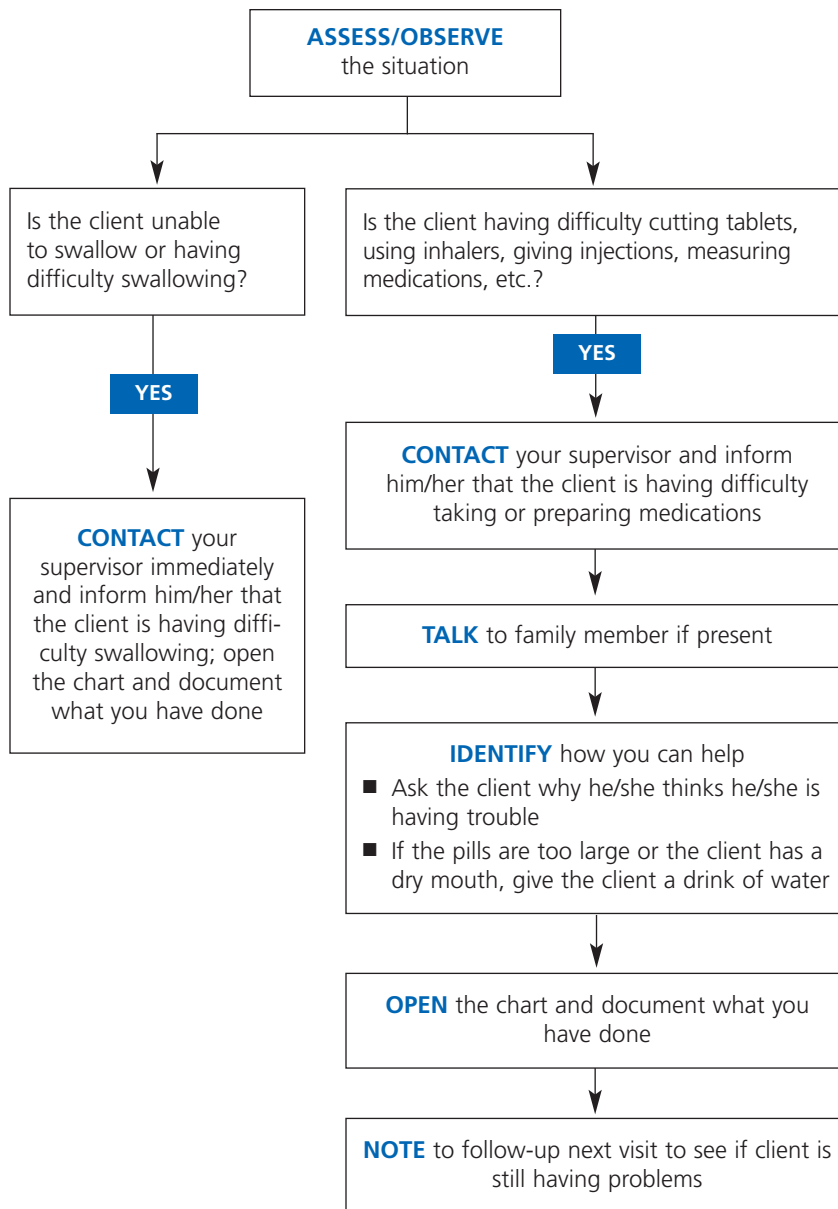 ASSESS/OBSERVE
the situation
Is the client unable
to swallow or having
difficulty swallowing?
YES
CONTACT your
supervisor immediately
and inform him/her that
the client is having diffi-
culty swallowing; open
the chart and document
what you have done
Is the client having difficulty cutting tablets,
using inhalers, giving injections, measuring
medications, etc.?
YES
CONTACT your supervisor and inform
him/her that the client is having difficulty
taking or preparing medications
TALK to family member if present
IDENTIFY how you can help
■ Ask the client why he/she thinks he/she is
having trouble
■ If the pills are too large or the client has a
dry mouth, give the client a drink of water
OPEN the chart and document what you
have done
NOTE to follow-up next visit to see if client is
still having problems